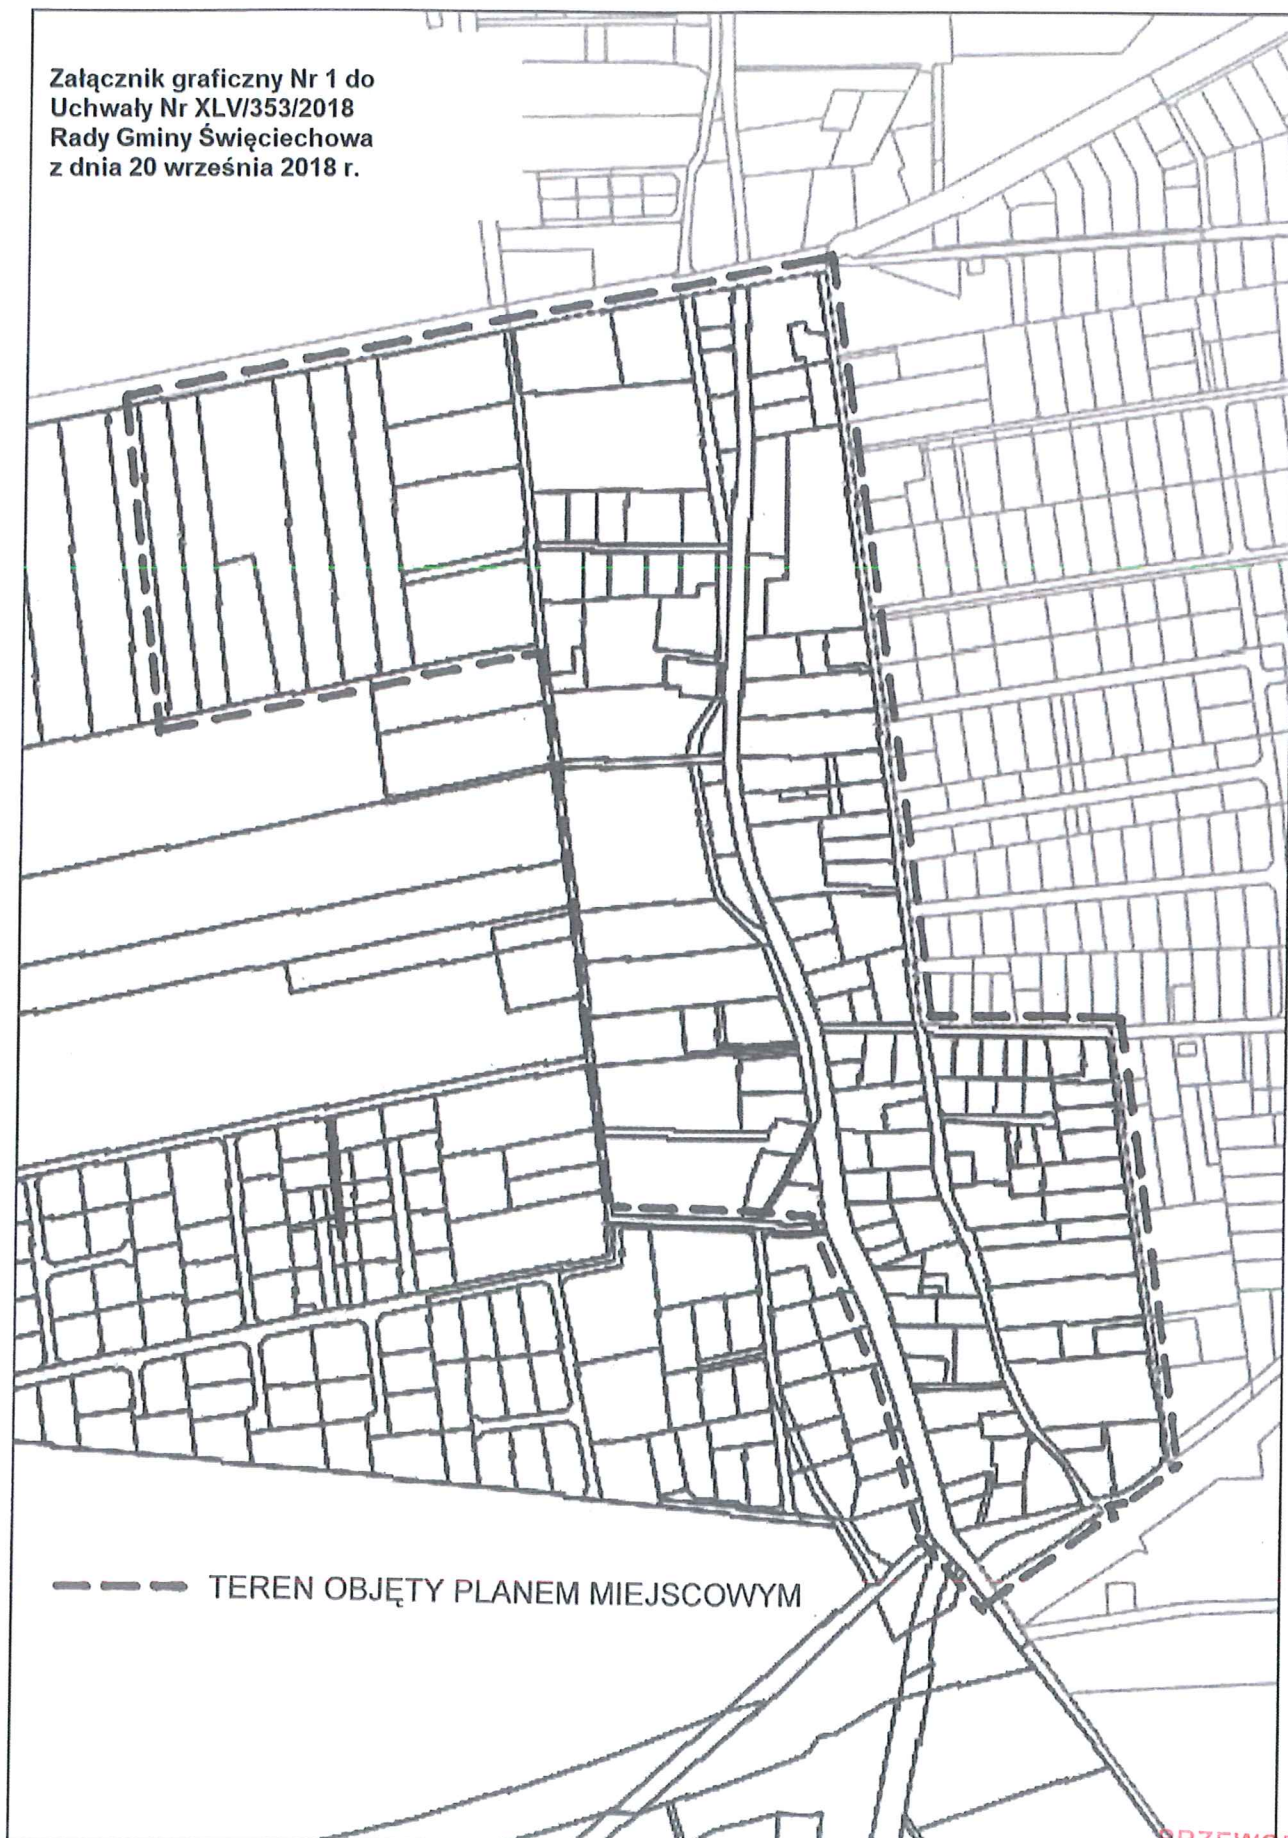 Załącznik graficzny Nr 1 do
Uchwały Nr XLV/353/2018
Rady Gminy Święciechowa
z dnia 20 września 2018 r.
TEREN OBJĘTY PLANEM MIEJSCOWYM